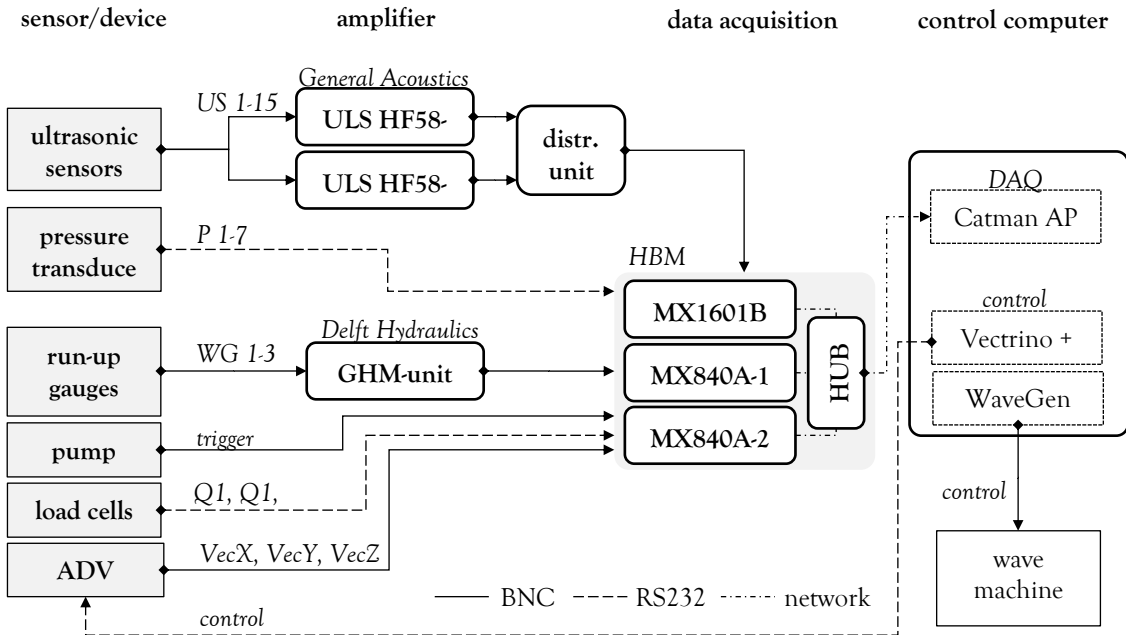 sensor/device
amplifier
data acquisition
control computer
General Acoustics
US 1-15
ULS HF58-
ultrasonic
sensors
distr.
unit
ULS HF58-
DAQ
Catman AP
pressure
transduce
P 1-7
HBM
MX1601B
control
Vectrino +
run-up
gauges
WG 1-3
Delft Hydraulics
GHM-unit
MX840A-1
HUB
WaveGen
pump
trigger
MX840A-2
load cells
Q1, Q1,
control
ADV
VecX, VecY, VecZ
wave
machine
BNC
RS232
network
control